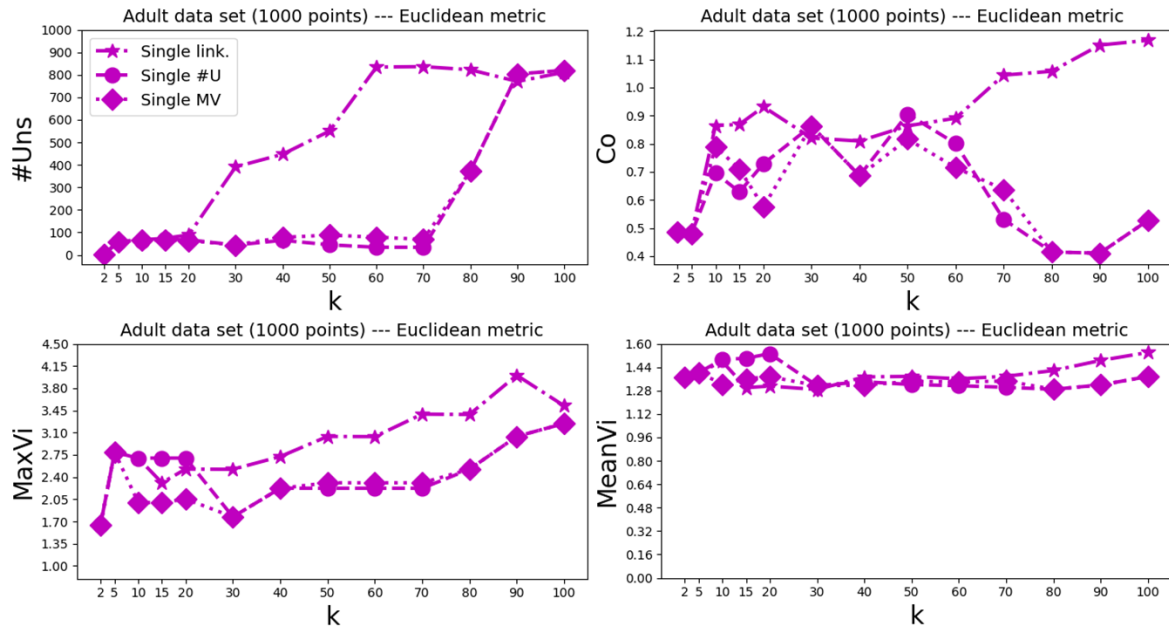 Adult data set (1000 points) --- Euclidean metric
1000
900
800
700
600
500
400
300
200
100
0
#Uns
Single link.
Single #U
Single MV
2 5 10 15 20 30 40 50 60 70 80 90 100
k
Adult data set (1000 points) --- Euclidean metric
1.2
1.1
1.0
0.9
0.8
0.7
0.6
0.5
0.4
Co
2 5 10 15 20 30 40 50 60 70 80 90 100
k
Adult data set (1000 points) --- Euclidean metric
4.50
4.15
3.80
3.45
3.10
2.75
2.40
2.05
1.70
1.35
1.00
MaxVi
2 5 10 15 20 30 40 50 60 70 80 90 100
k
Adult data set (1000 points) --- Euclidean metric
1.60
1.44
1.28
1.12
0.96
0.80
0.64
0.48
0.32
0.16
0.00
MeanVi
2 5 10 15 20 30 40 50 60 70 80 90 100
k